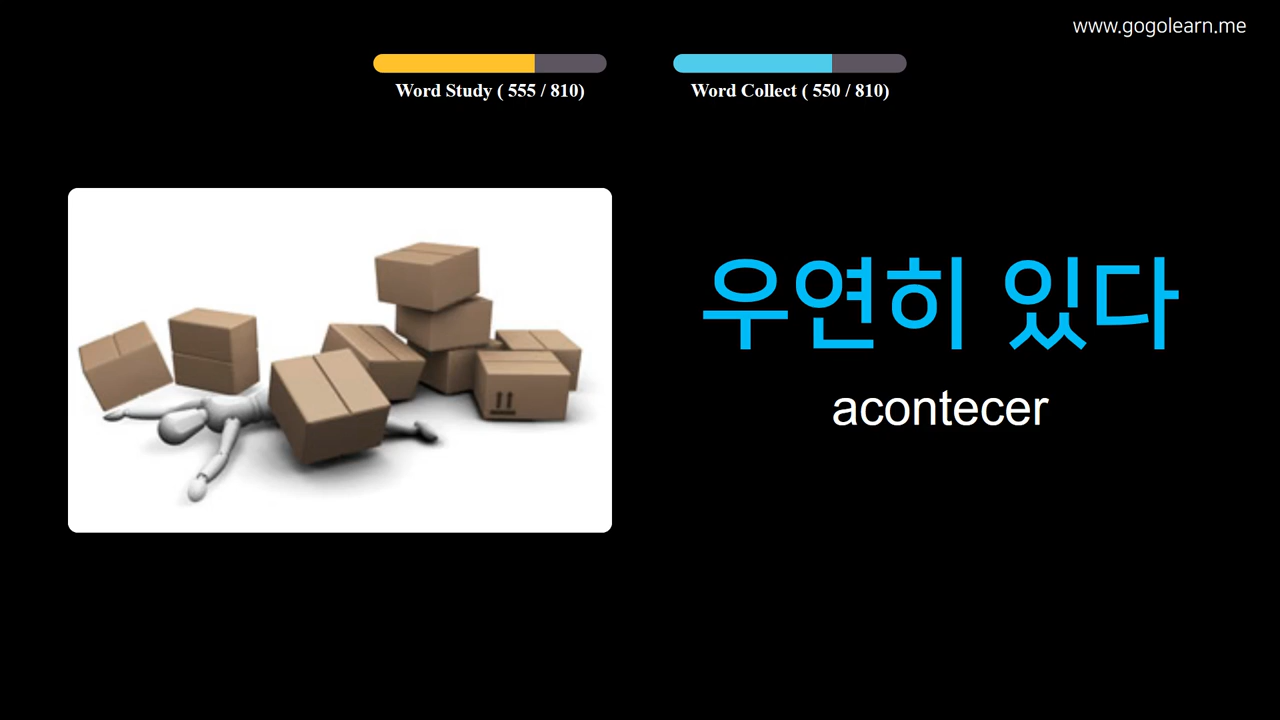 www.gogolearn.me
Word Study ( 555 / 810)
Word Collect ( 550 / 810)
우연히 있다
acontecer